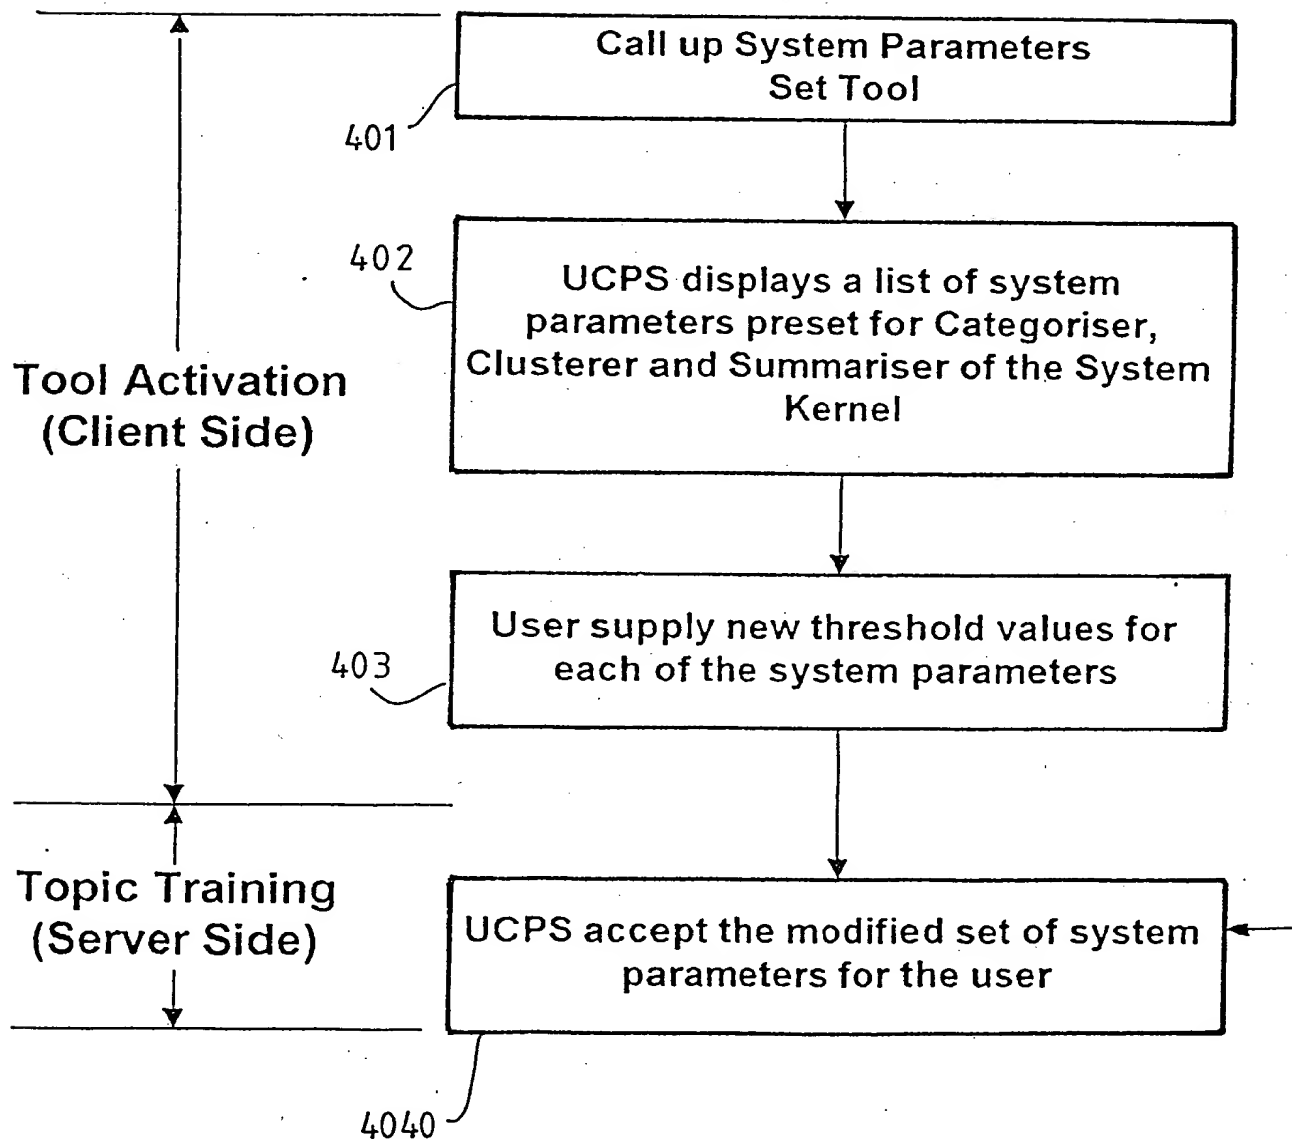 Call up System Parameters
Set Tool
401
402
UCPS displays a list of system
parameters preset for Categoriser,
Clusterer and Summariser of the System
Kernel
Tool Activation
(Client Side)
User supply new threshold values for
each of the system parameters
403
Topic Training
(Server Side)
UCPS accept the modified set of system
parameters for the user
4040